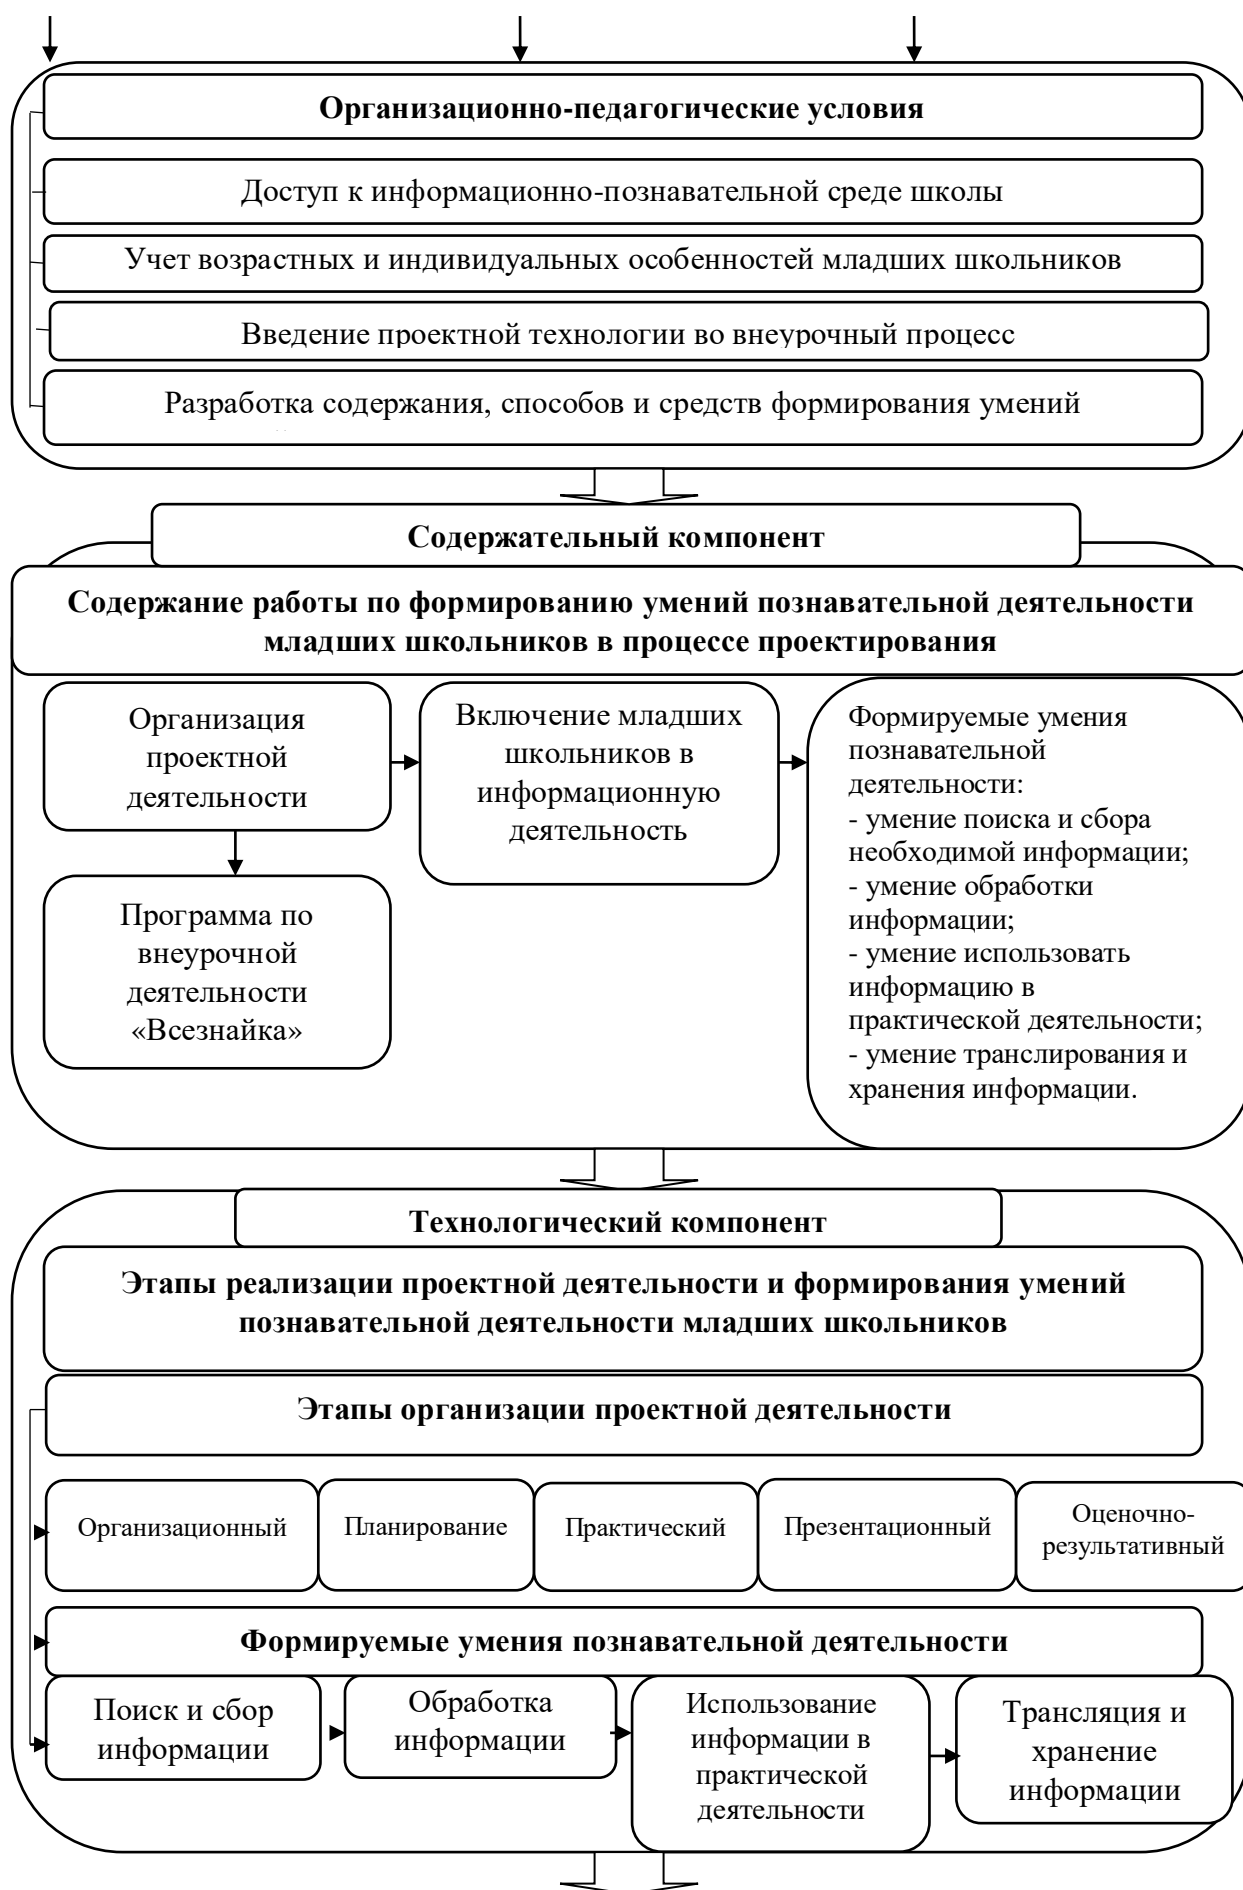 Организационно-педагогические условия
Доступ к информационно-познавательной среде школы
Учет возрастных и индивидуальных особенностей младших школьников
Введение проектной технологии во внеурочный процесс
Разработка содержания, способов и средств формирования умений
Содержательный компонент
Содержание работы по формированию умений познавательной деятельности
младших школьников в процессе проектирования
Организация
проектной
деятельности
Включение младших
школьников в
информационную
деятельность
Формируемые умения
познавательной
деятельности:
- умение поиска и сбора
необходимой информации;
- умение обработки
информации;
- умение использовать
информацию в
практической деятельности;
- умение транслирования и
хранения информации.
Программа по
внеурочной
деятельности
«Всезнайка»
Технологический компонент
Этапы реализации проектной деятельности и формирования умений
познавательной деятельности младших школьников
Этапы организации проектной деятельности
Организационный
Планирование
Практический
Презентационный
Оценочно-
результативный
Формируемые умения познавательной деятельности
Поиск и сбор
информации
Обработка
информации
Использование
информации в
практической
деятельности
Трансляция и
хранение
информации